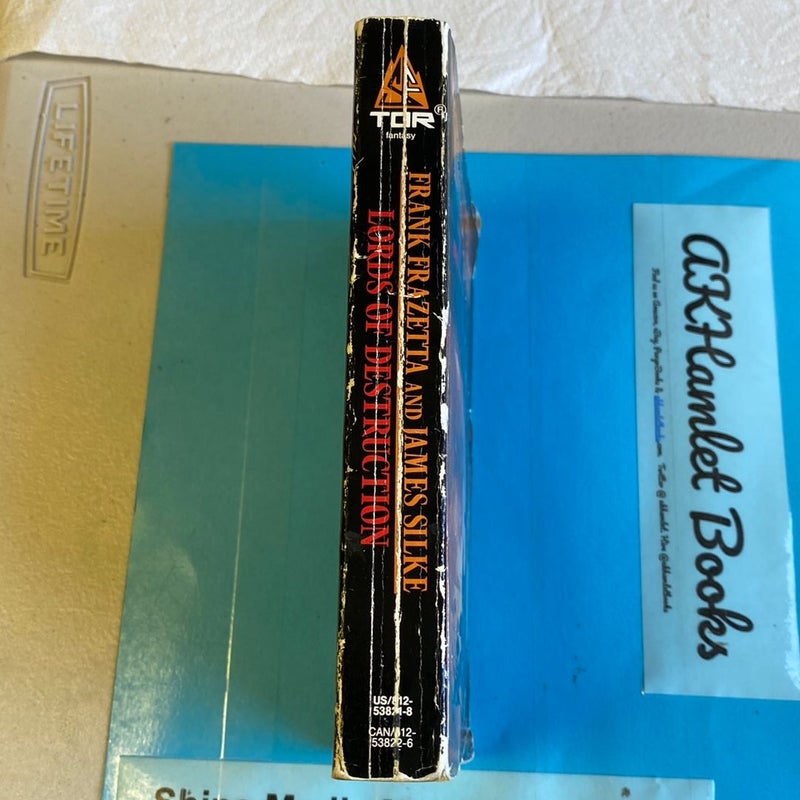 LIFETIME
TOR®
fantasy
FRANK FRAZETTA AND JAMES SILKE
LORDS OF DESTRUCTION
US/812-
53821-8
CAN/812-
53822-6
AKHamlet Books